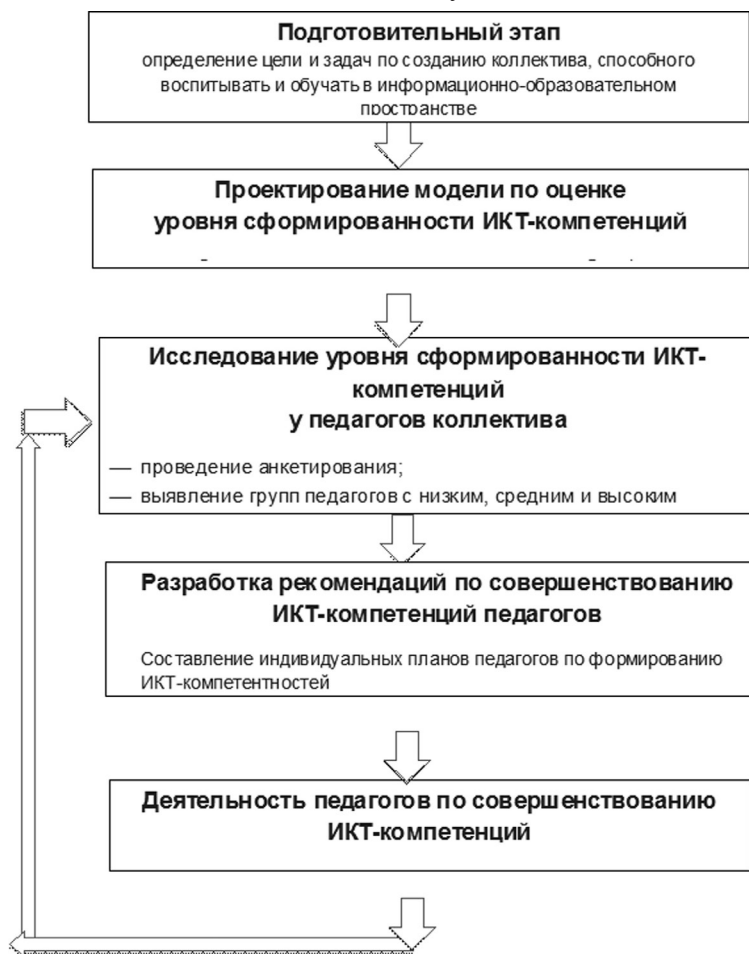 Подготовительный этап
определение цели и задач по созданию коллектива, способного
воспитывать и обучать в информационно-образовательном
пространстве
Проектирование модели по оценке
уровня сформированности ИКТ-компетенций
Исследование уровня сформированности ИКТ-
компетенций
у педагогов коллектива
— проведение анкетирования;
— выявление групп педагогов с низким, средним и высоким
Разработка рекомендаций по совершенствованию
ИКТ-компетенций педагогов
Составление индивидуальных планов педагогов по формированию
ИКТ-компетентностей
Деятельность педагогов по совершенствованию
ИКТ-компетенций